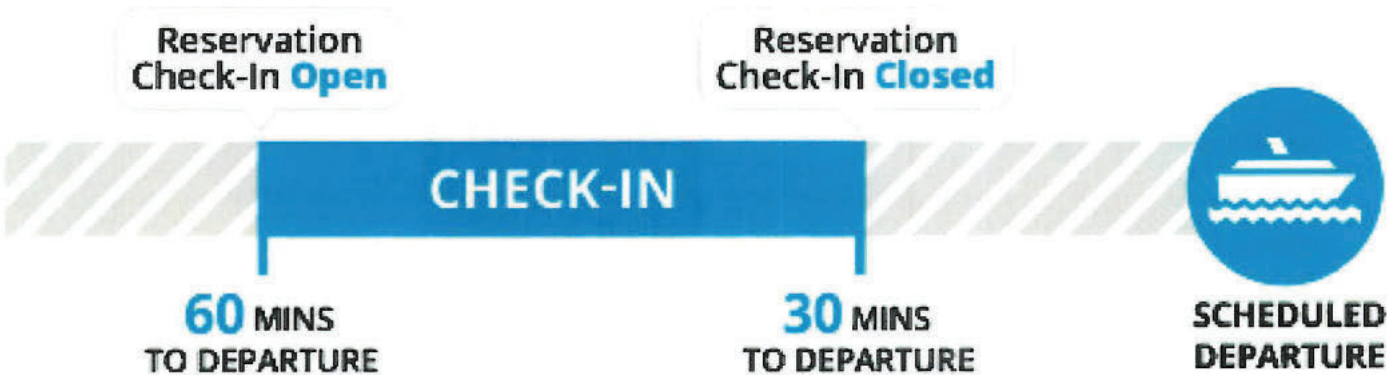 Reservation
Check-In Open
Reservation
Check-In Closed
CHECK-IN
60 MINS
TO DEPARTURE
30 MINS
TO DEPARTURE
SCHEDULED
DEPARTURE